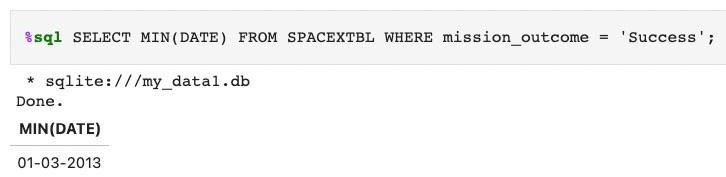 %sql SELECT MIN(DATE) FROM SPACEXTBL WHERE mission_outcome = 'Success';
* sqlite:///my_data1.db
Done.
MIN(DATE)
01-03-2013